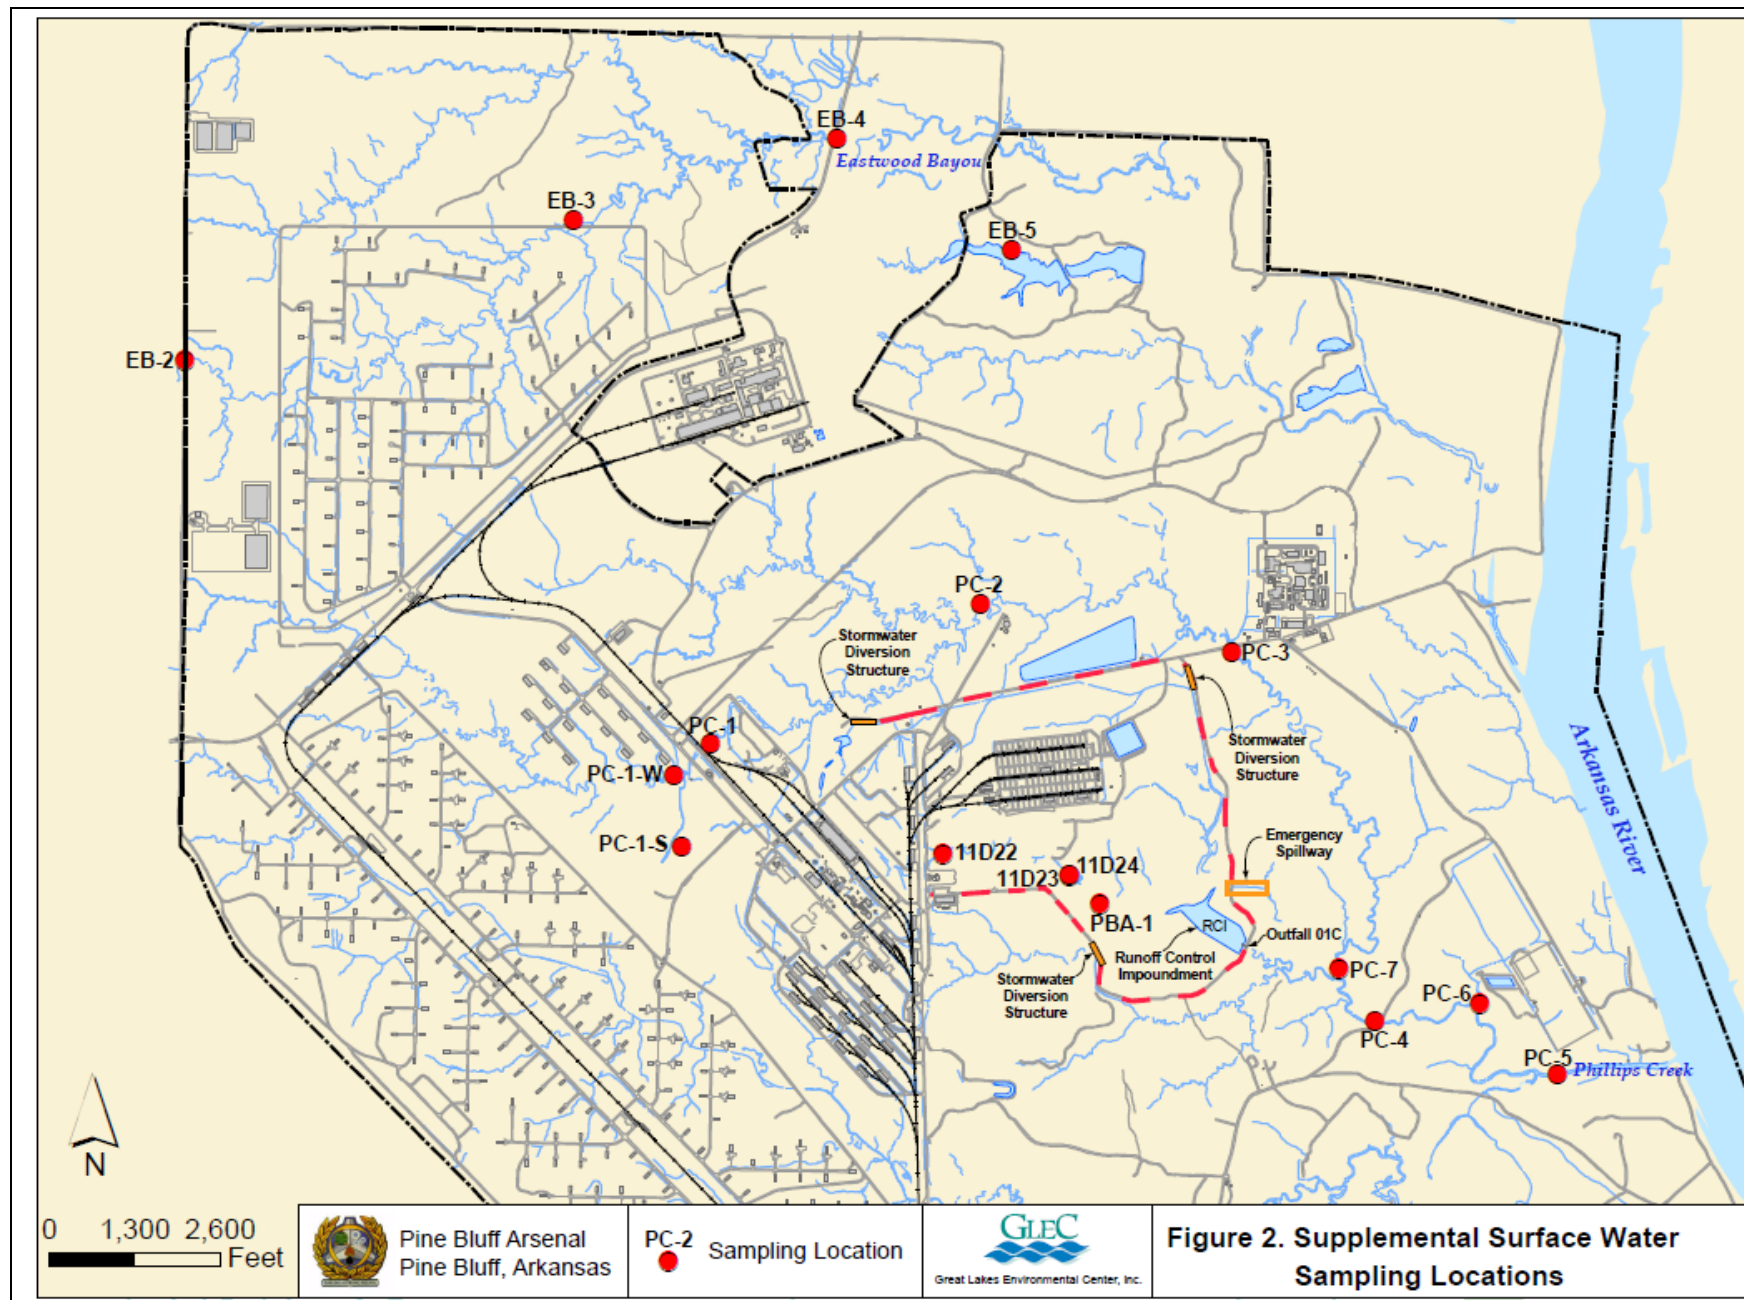 EB-4
Eastwood Bayou
EB-3
EB-5
EB-2
PC-2
Stormwater
Diversion
Structure
PC-3
PC-1
Stormwater
Diversion
Structure
Arkansas River
PC-1-W
PC-1-S
Emergency
Spillway
11D22
11D24
11D23
PBA-1
RCI
Outfall 01C
Runoff Control
Impoundment
Stormwater
Diversion
Structure
PC-7
PC-6
PC-4
PC-5
Phillips Creek
N
0 1,300 2,600
Feet
Pine Bluff Arsenal
Pine Bluff, Arkansas
PC-2
Sampling Location
GLEC
Great Lakes Environmental Center, Inc.
Figure 2. Supplemental Surface Water
Sampling Locations